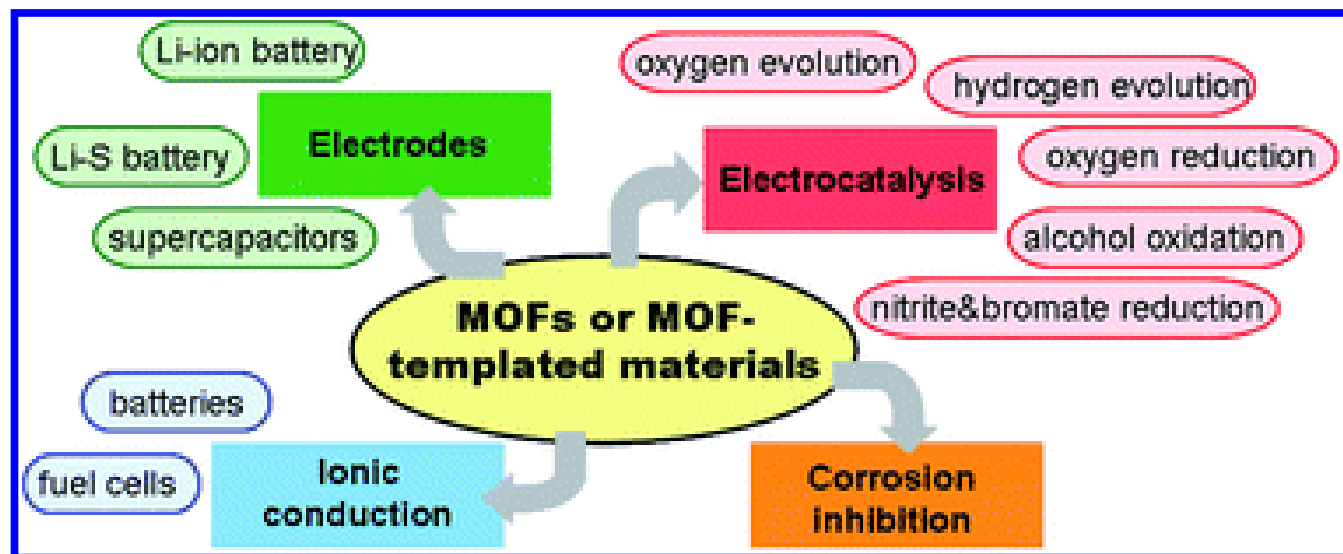 Li-ion battery
Li-S battery
supercapacitors
Electrodes
oxygen evolution
hydrogen evolution
oxygen reduction
alcohol oxidation
nitrite&bromate reduction
Electrocatalysis
MOFs or MOF-
templated materials
batteries
fuel cells
Ionic
conduction
Corrosion
inhibition